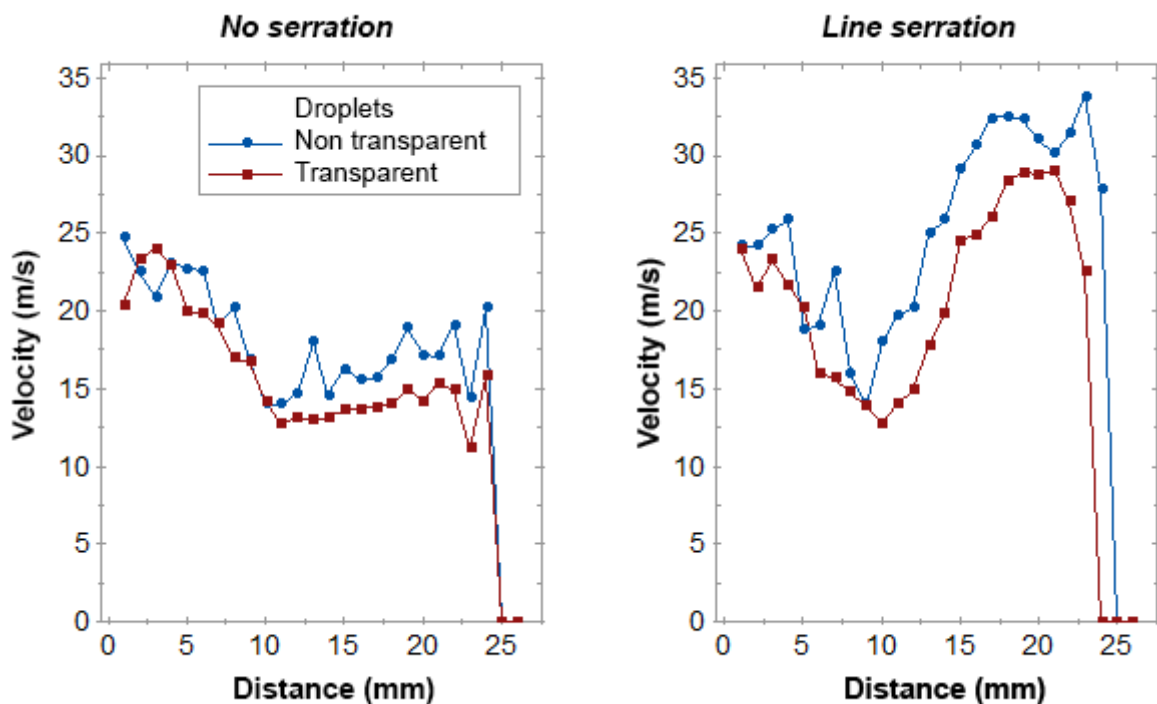 No serration
Line serration
35
30
25
20
15
10
5
0
Velocity (m/s)
Droplets
Non transparent
Transparent
0 5 10 15 20 25
Distance (mm)
35
30
25
20
15
10
5
0
Velocity (m/s)
0 5 10 15 20 25
Distance (mm)